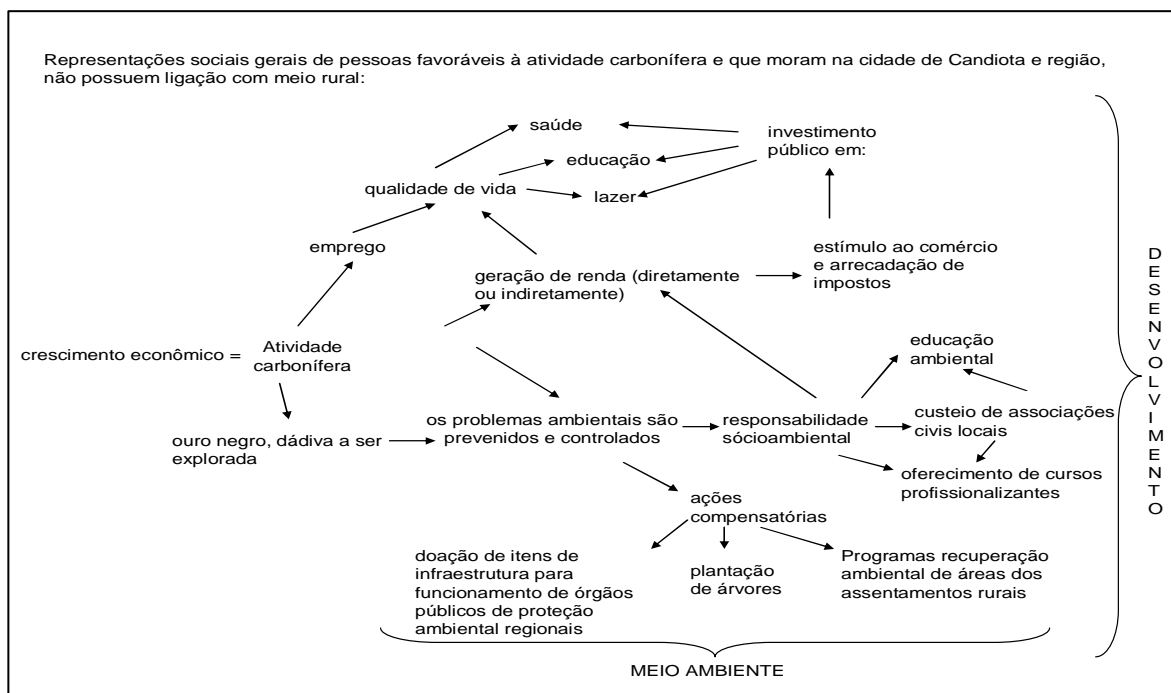 Representações sociais gerais de pessoas favoráveis à atividade carbonífera e que moram na cidade de Candiota e região,
não possuem ligação com meio rural:
saúde
investimento
público em:
educação
qualidade de vida
lazer
emprego
estímulo ao comércio
e arrecadação de
impostos
geração de renda (diretamente
ou indiretamente)
crescimento econômico =
Atividade
carbonífera
educação
ambiental
ouro negro, dádiva a ser
explorada
os problemas ambientais são
prevenidos e controlados
responsabilidade
sócioambiental
custeio de associações
civis locais
oferecimento de cursos
profissionalizantes
ações
compensatórias
doação de itens de
infraestrutura para
funcionamento de órgãos
públicos de proteção
ambiental regionais
plantação
de árvores
Programas recuperação
ambiental de áreas dos
assentamentos rurais
MEIO AMBIENTE
DESENVOLVIMENTO